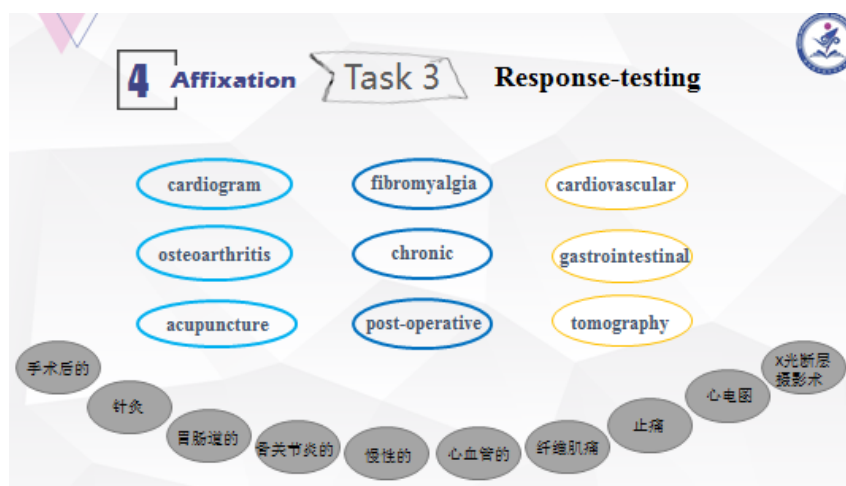 4 Affixation Task 3 Response-testing
cardiogram fibromyalgia cardiovascular
osteoarthritis chronic gastrointestinal
acupuncture post-operative tomography
手术后的
针灸
胃肠道的
骨关节炎的
慢性的
心血管的
纤维肌痛
止痛
心电图
X光断层
摄影术